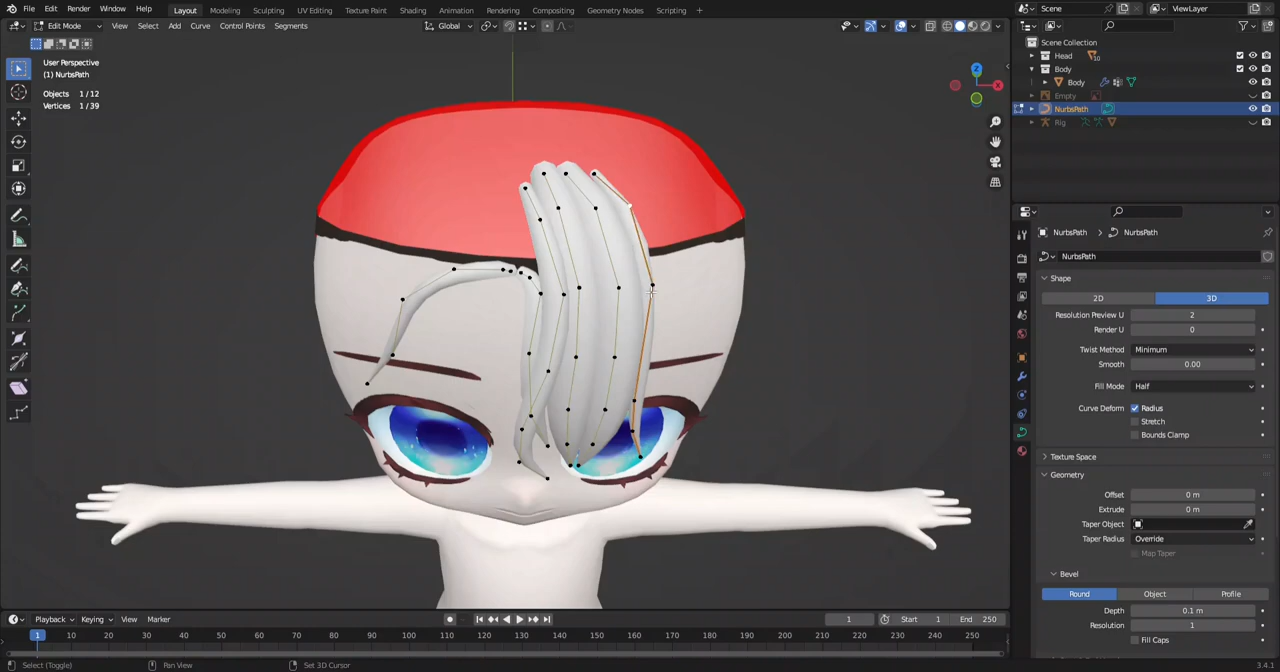 File Edit Render Window Help Layout Modeling Sculpting UV Editing Texture Paint Shading Animation Rendering Compositing Geometry Nodes Scripting + Scene ViewLayer
Edit Mode View Select Add Curve Control Points Segments Global
User Perspective
(1) NurbsPath
Objects 1/12
Vertices 1/39
Z
X
Scene Collection
Head 10
Body
Body
Empty
NurbsPath
Rig
NurbsPath > NurbsPath
NurbsPath
Shape
2D 3D
Resolution Preview U 2
Render U 0
Twist Method Minimum
Smooth 0.00
Fill Mode Half
Curve Deform Radius
Stretch
Bounds Clamp
Texture Space
Geometry
Offset 0 m
Extrude 0 m
Taper Object
Taper Radius Override
Map Taper
Bevel
Round Object Profile
Depth 0.1 m
Resolution 1
Fill Caps
Playback Keying View Marker 1 Start 1 End 250
1 10 20 30 40 50 60 70 80 90 100 110 120 130 140 150 160 170 180 190 200 210 220 230 240 250
Select (Toggle) Pan View Set 3D Cursor 3.4.1